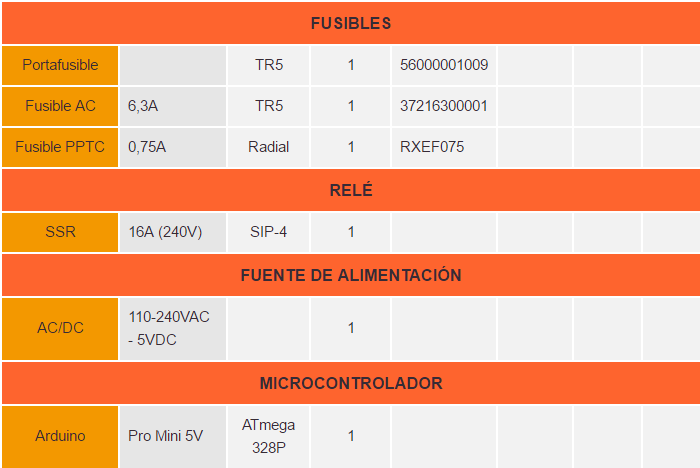 FUSIBLES
Portafusible TR5 1 56000001009
Fusible AC 6,3A TR5 1 37216300001
Fusible PPTC 0,75A Radial 1 RXEF075
RELÉ
SSR 16A (240V) SIP-4 1
FUENTE DE ALIMENTACIÓN
AC/DC 110-240VAC 1
- 5VDC
MICROCONTROLADOR
Arduino Pro Mini 5V ATmega 1
328P